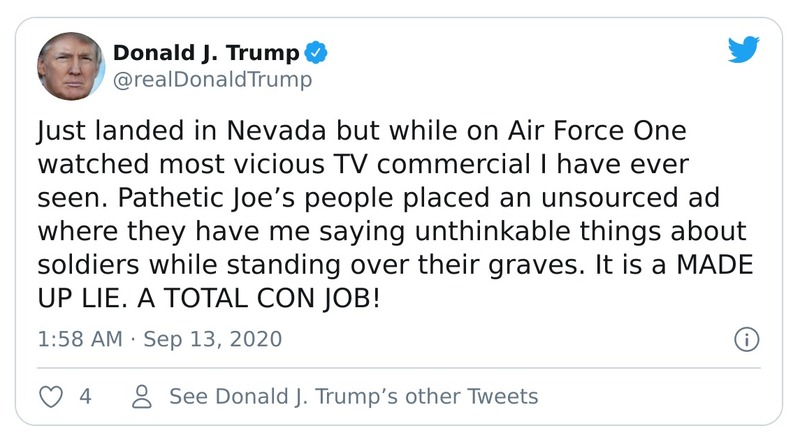 Donald J. Trump
@realDonaldTrump
Just landed in Nevada but while on Air Force One
watched most vicious TV commercial I have ever
seen. Pathetic Joe’s people placed an unsourced ad
where they have me saying unthinkable things about
soldiers while standing over their graves. It is a MADE
UP LIE. A TOTAL CON JOB!
1:58 AM · Sep 13, 2020
4 See Donald J. Trump’s other Tweets